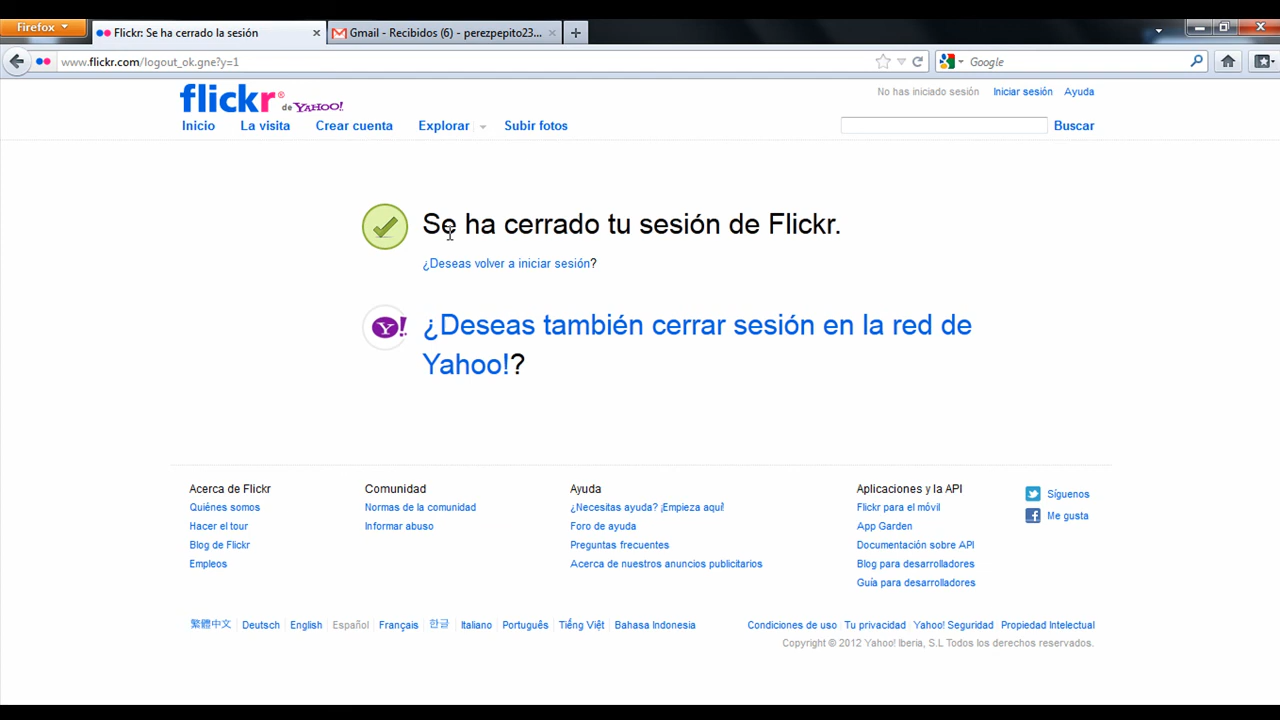 Firefox
Flickr: Se ha cerrado la sesión
Gmail - Recibidos (6) - perezpepito23...
www.flickr.com/logout_ok.gne?y=1
Google
flickr de YAHOO!
No has iniciado sesión Iniciar sesión Ayuda
Inicio La visita Crear cuenta Explorar Subir fotos
Buscar
Se ha cerrado tu sesión de Flickr.
¿Deseas volver a iniciar sesión?
Y!
¿Deseas también cerrar sesión en la red de
Yahoo!?
Acerca de Flickr
Quiénes somos
Hacer el tour
Blog de Flickr
Empleos
Comunidad
Normas de la comunidad
Informar abuso
Ayuda
¿Necesitas ayuda? ¡Empieza aquí!
Foro de ayuda
Preguntas frecuentes
Acerca de nuestros anuncios publicitarios
Aplicaciones y la API
Flickr para el móvil
App Garden
Documentación sobre API
Blog para desarrolladores
Guía para desarrolladores
Síguenos
Me gusta
繁體中文 Deutsch English Español Français 한글 Italiano Português Tiếng Việt Bahasa Indonesia
Condiciones de uso Tu privacidad Yahoo! Seguridad Propiedad Intelectual
Copyright © 2012 Yahoo! Iberia, S.L Todos los derechos reservados.